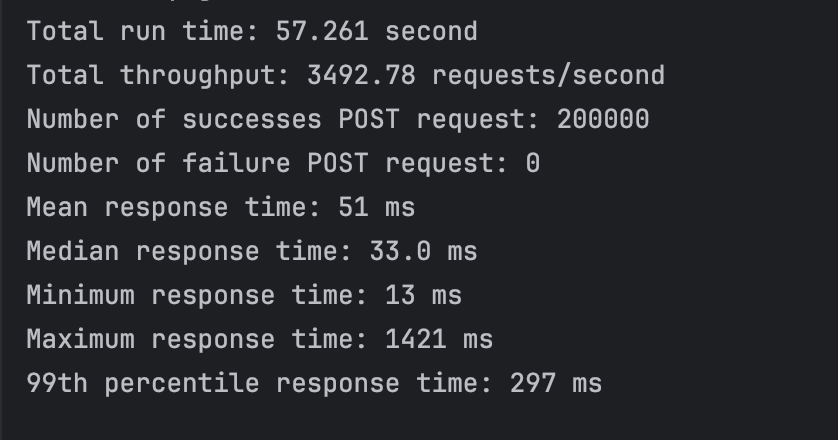 Total run time: 57.261 second
Total throughput: 3492.78 requests/second
Number of successes POST request: 200000
Number of failure POST request: 0
Mean response time: 51 ms
Median response time: 33.0 ms
Minimum response time: 13 ms
Maximum response time: 1421 ms
99th percentile response time: 297 ms